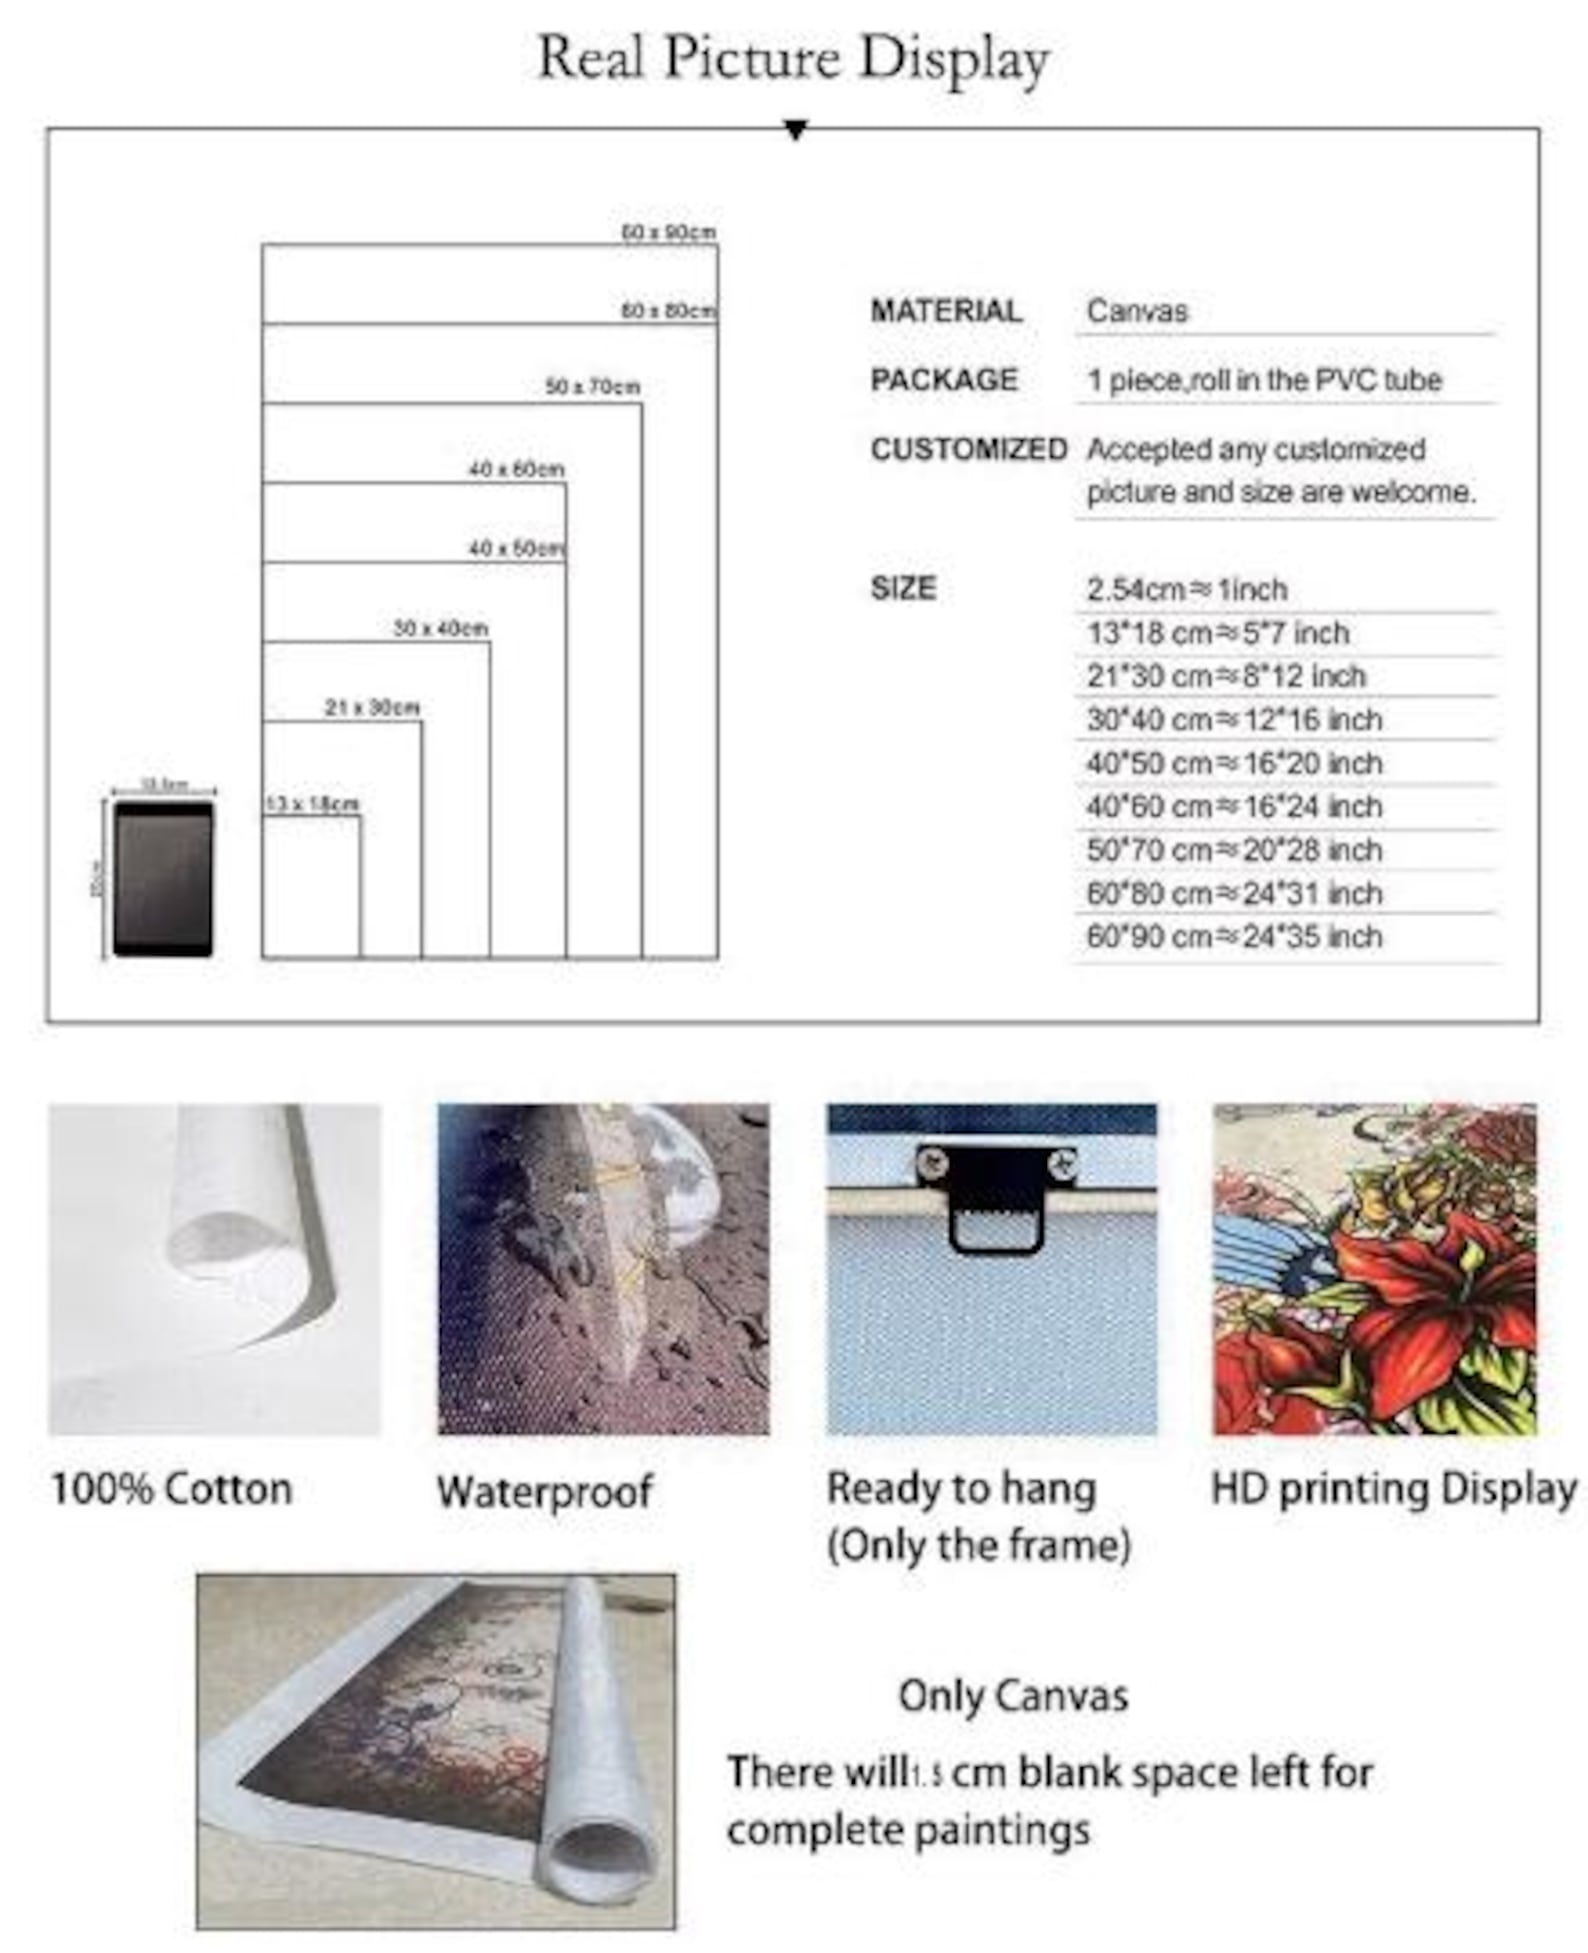 Real Picture Display
60 x 90cm
60 x 80cm
50 x 70cm
40 x 60cm
40 x 50cm
30 x 40cm
21 x 30cm
13 x 18cm
MATERIAL Canvas
PACKAGE 1 piece,roll in the PVC tube
CUSTOMIZED Accepted any customized
picture and size are welcome.
SIZE 2.54cm≈1inch
13*18 cm≈5*7 inch
21*30 cm≈8*12 inch
30*40 cm≈12*16 inch
40*50 cm≈16*20 inch
40*60 cm≈16*24 inch
50*70 cm≈20*28 inch
60*80 cm≈24*31 inch
60*90 cm≈24*35 inch
100% Cotton
Waterproof
Ready to hang
(Only the frame)
HD printing Display
Only Canvas
There will1.5 cm blank space left for
complete paintings